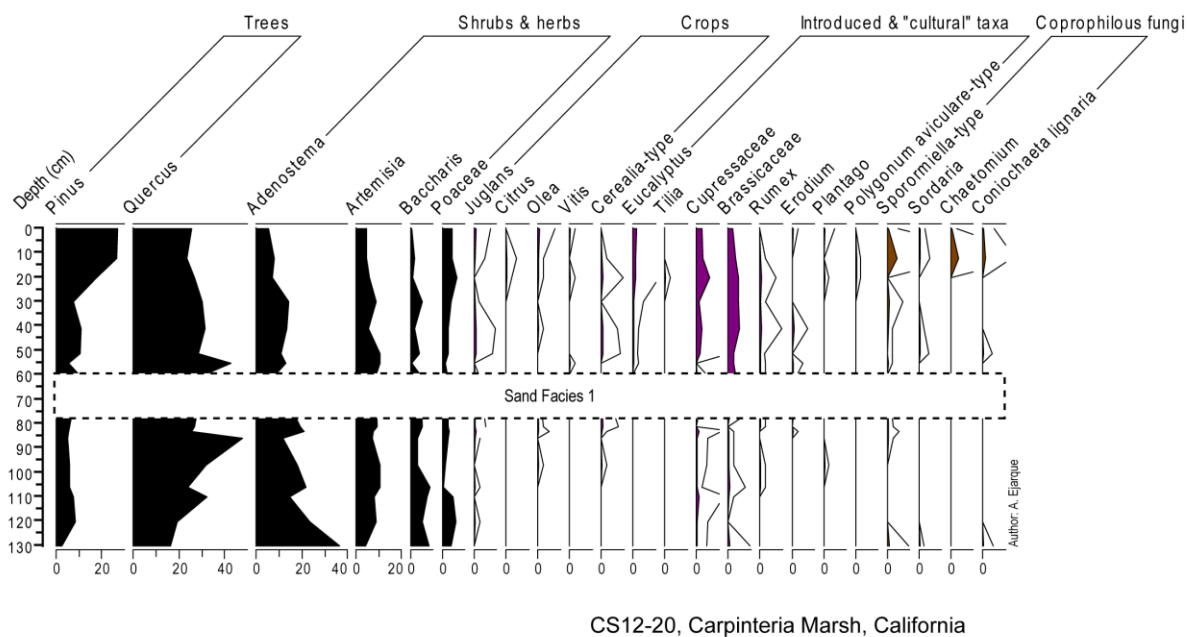 Trees
Shrubs & herbs
Crops
Introduced & "cultural" taxa
Coprophilous fungi
Depth (cm)
Pinus
Quercus
Adenostema
Artemisia
Baccharis
Poaceae
Juglans
Citrus
Olea
Vitis
Cerealia-type
Eucalyptus
Tilia
Cupressaceae
Brassicaceae
Rumex
Erodium
Plantago
Polygonum aviculare-type
Sporormiella-type
Sordaria
Chaetomium
Coniochaeta lignaria
0
10
20
30
40
50
60
70
80
90
100
110
120
130
Sand Facies 1
Author: A. Ejarque
0 20 0 20 40 0 20 40 0 20 0 0 0 0 0 0 0 0 0 0 0 0 0 0 0 0 0 0 0
CS12-20, Carpinteria Marsh, California